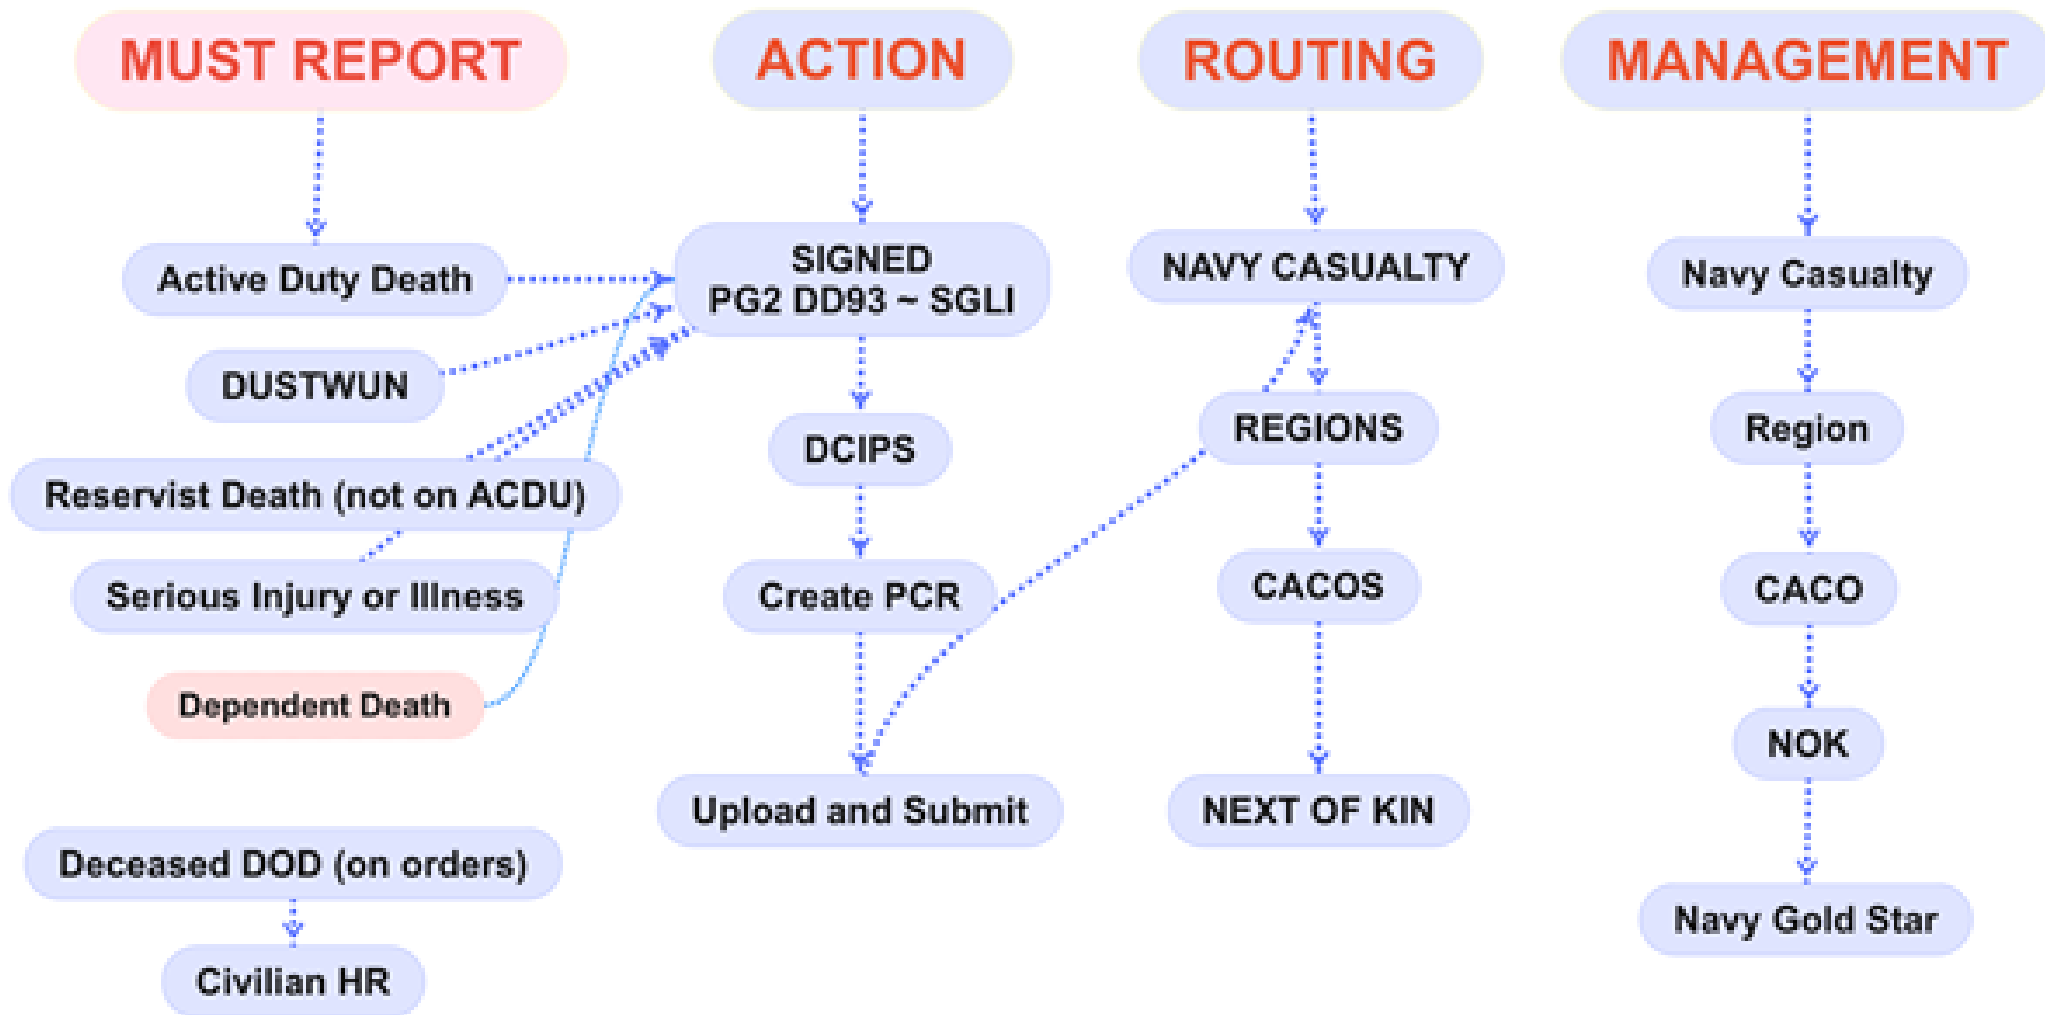 MUST REPORT
Active Duty Death
DUSTWUN
Reservist Death (not on ACDU)
Serious Injury or Illness
Dependent Death
Deceased DOD (on orders)
Civilian HR
ACTION
SIGNED
PG2 DD93 ~ SGLI
DCIPS
Create PCR
Upload and Submit
ROUTING
NAVY CASUALTY
REGIONS
CACOS
NEXT OF KIN
MANAGEMENT
Navy Casualty
Region
CACO
NOK
Navy Gold Star